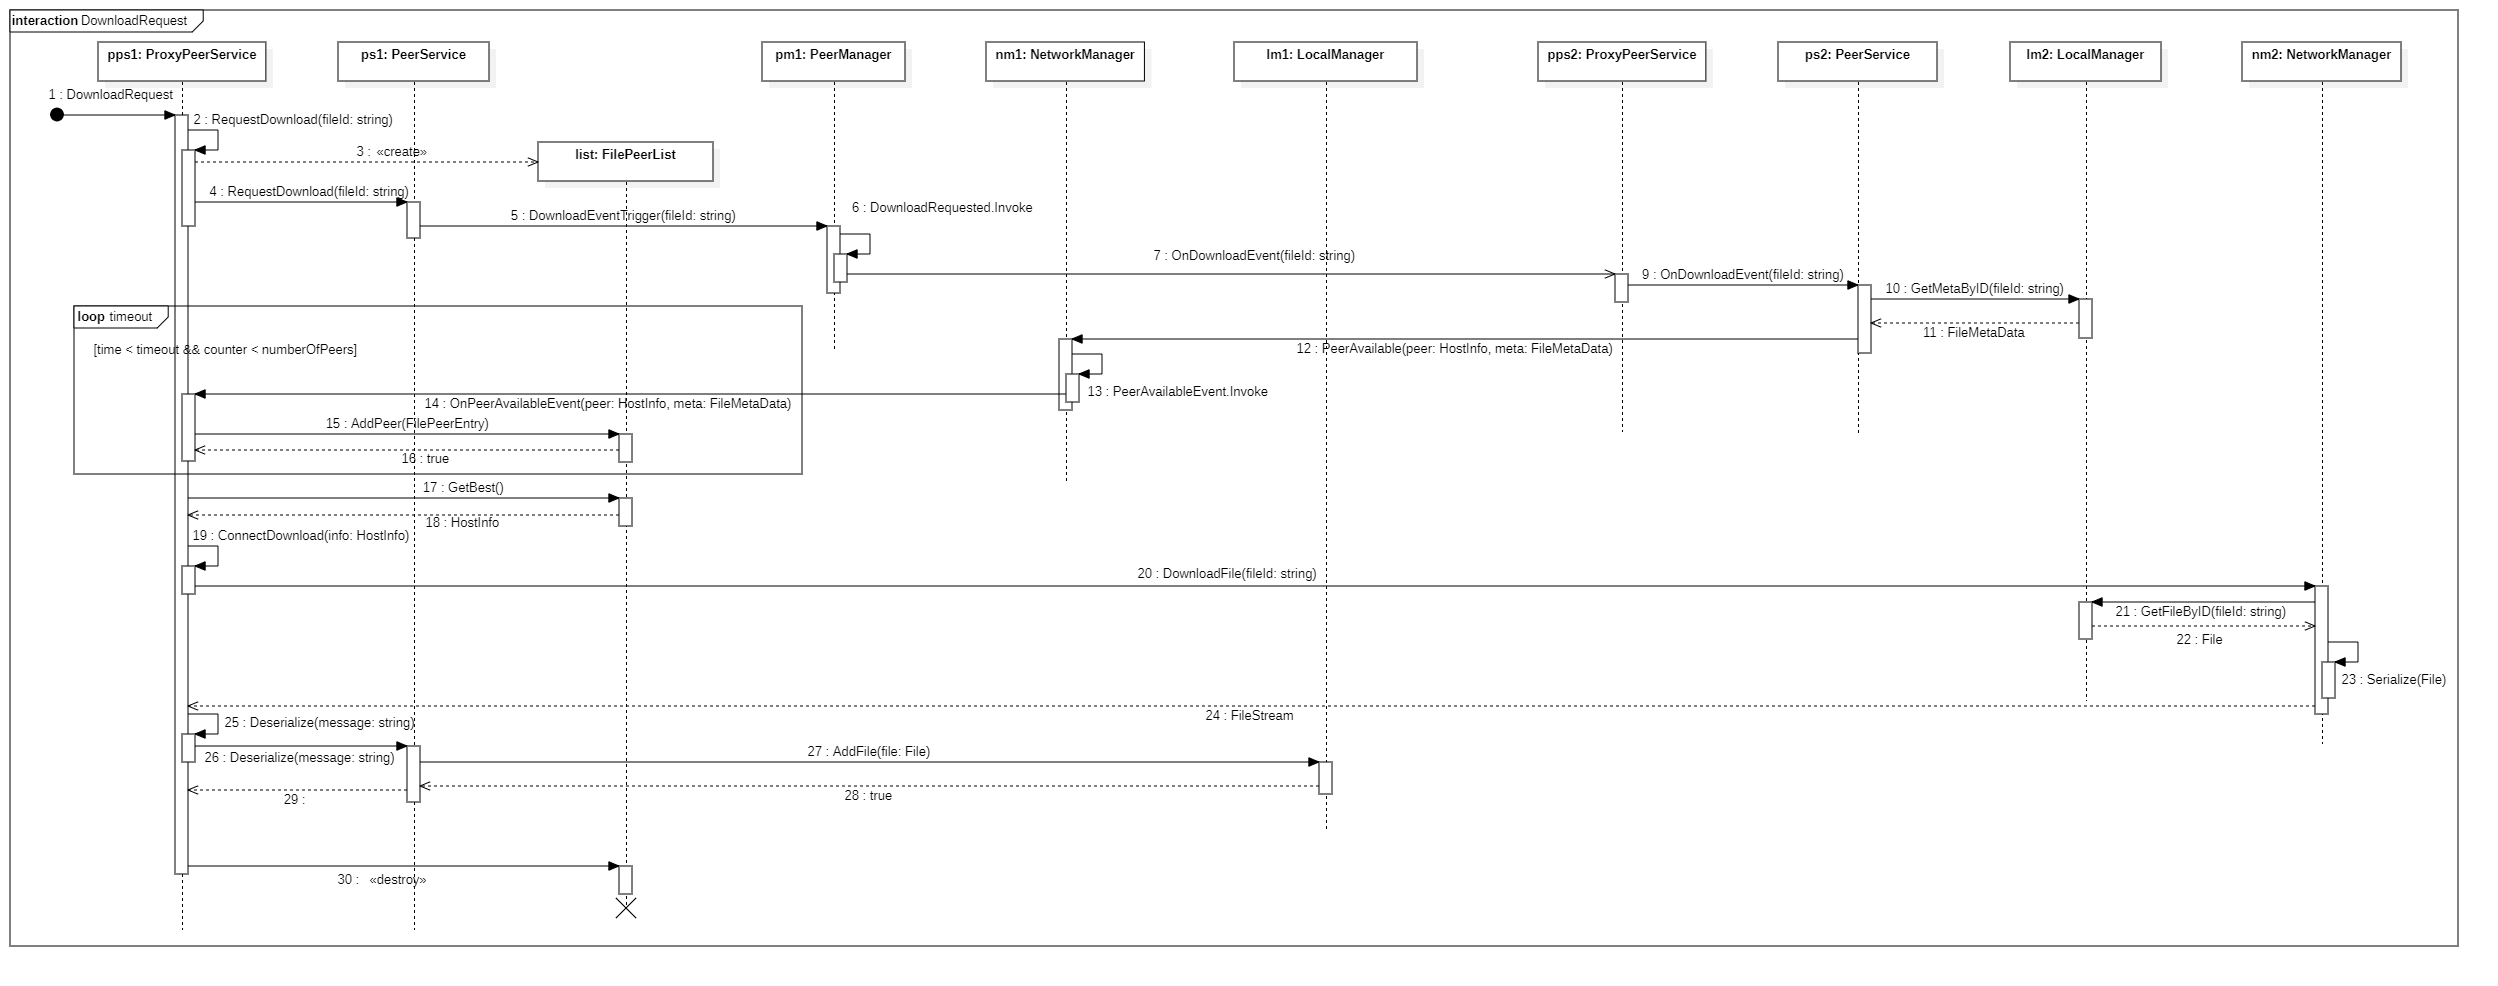 interaction DownloadRequest
pps1: ProxyPeerService
ps1: PeerService
pm1: PeerManager
nm1: NetworkManager
lm1: LocalManager
pps2: ProxyPeerService
ps2: PeerService
lm2: LocalManager
nm2: NetworkManager
1 : DownloadRequest
2 : RequestDownload(fileId: string)
3 : «create»
list: FilePeerList
4 : RequestDownload(fileId: string)
5 : DownloadEventTrigger(fileId: string)
6 : DownloadRequested.Invoke
7 : OnDownloadEvent(fileId: string)
9 : OnDownloadEvent(fileId: string)
10 : GetMetaByID(fileId: string)
11 : FileMetaData
loop timeout
[time < timeout && counter < numberOfPeers]
12 : PeerAvailable(peer: HostInfo, meta: FileMetaData)
13 : PeerAvailableEvent.Invoke
14 : OnPeerAvailableEvent(peer: HostInfo, meta: FileMetaData)
15 : AddPeer(FilePeerEntry)
16 : true
17 : GetBest()
18 : HostInfo
19 : ConnectDownload(info: HostInfo)
20 : DownloadFile(fileId: string)
21 : GetFileByID(fileId: string)
22 : File
23 : Serialize(File)
24 : FileStream
25 : Deserialize(message: string)
26 : Deserialize(message: string)
27 : AddFile(file: File)
28 : true
29 :
30 : «destroy»